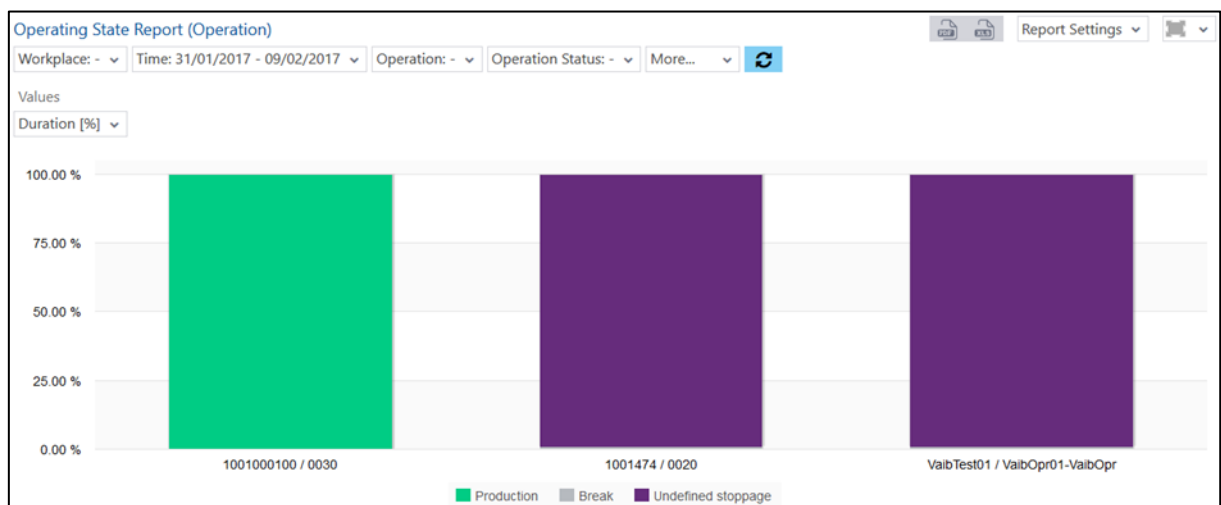 Operating State Report (Operation)
PDF XLS Report Settings
Workplace: - Time: 31/01/2017 - 09/02/2017 Operation: - Operation Status: - More...
Values
Duration [%]
100.00 %
75.00 %
50.00 %
25.00 %
0.00 %
1001000100 / 0030 1001474 / 0020 VaibTest01 / VaibOpr01-VaibOpr
Production Break Undefined stoppage